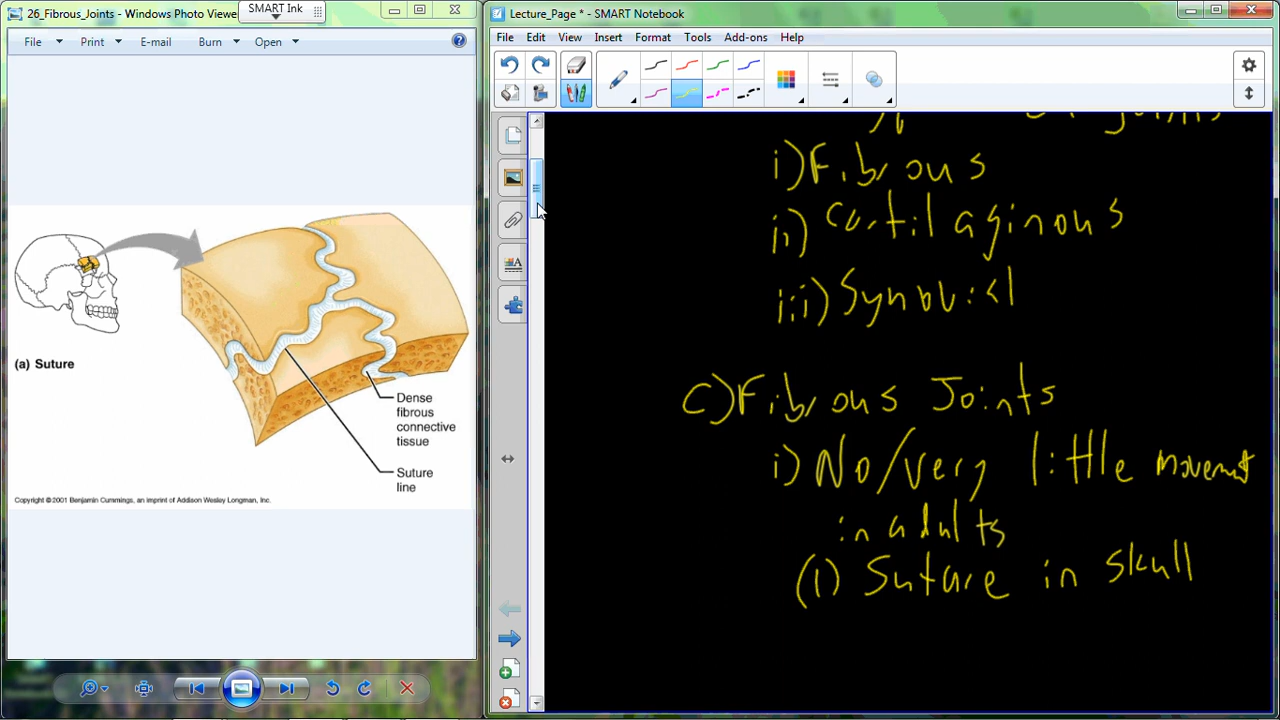 26_Fibrous_Joints - Windows Photo Viewer
SMART Ink
File Print E-mail Burn Open
(a) Suture
Dense
fibrous
connective
tissue
Suture
line
Copyright © 2001 Benjamin Cummings, an imprint of Addison Wesley Longman, Inc.
Lecture_Page * - SMART Notebook
File Edit View Insert Format Tools Add-ons Help
i) Fibrous
ii) Cartilaginous
iii)
C) Fibrous Joints
i) No/very little movement
in adults
(1) Suture in skull